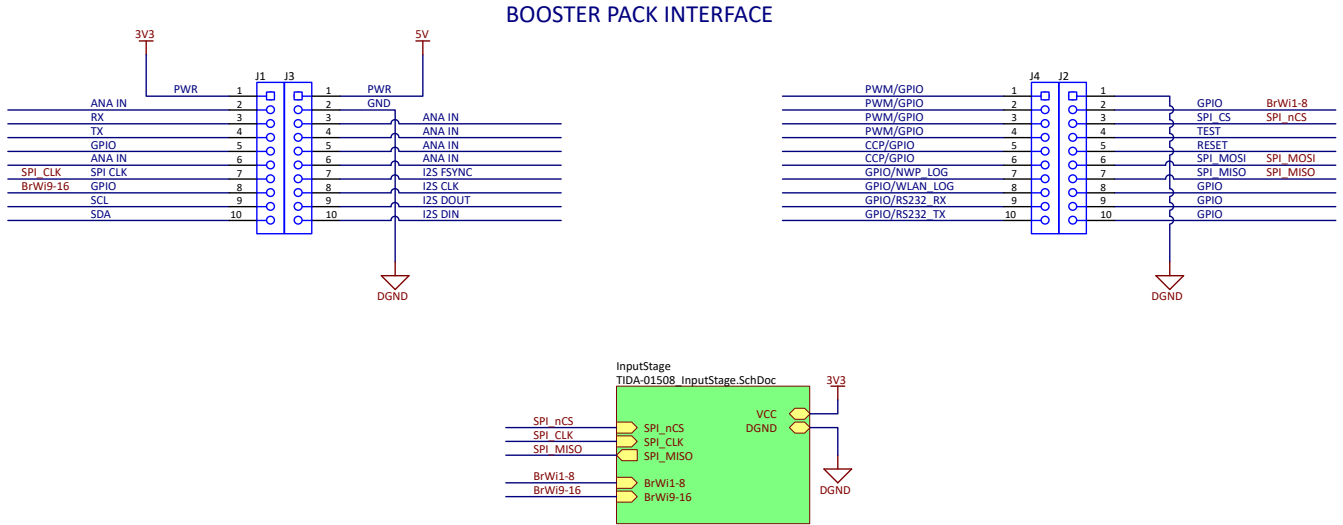 BOOSTER PACK INTERFACE
3V3
5V
J1 J3
PWR 1 1 PWR
ANA IN 2 2 GND
RX 3 3 ANA IN
TX 4 4 ANA IN
GPIO 5 5 ANA IN
ANA IN 6 6 ANA IN
SPI_CLK SPI CLK 7 7 I2S FSYNC
BrWi9-16 GPIO 8 8 I2S CLK
SCL 9 9 I2S DOUT
SDA 10 10 I2S DIN
DGND
J4 J2
PWM/GPIO 1 1
PWM/GPIO 2 2 GPIO BrWi1-8
PWM/GPIO 3 3 SPI_CS SPI_nCS
PWM/GPIO 4 4 TEST
CCP/GPIO 5 5 RESET
CCP/GPIO 6 6 SPI_MOSI SPI_MOSI
GPIO/NWP_LOG 7 7 SPI_MISO SPI_MISO
GPIO/WLAN_LOG 8 8 GPIO
GPIO/RS232_RX 9 9 GPIO
GPIO/RS232_TX 10 10 GPIO
DGND
InputStage
TIDA-01508_InputStage.SchDoc
3V3
VCC
SPI_nCS SPI_nCS DGND
SPI_CLK SPI_CLK
SPI_MISO SPI_MISO
BrWi1-8 BrWi1-8
BrWi9-16 BrWi9-16
DGND